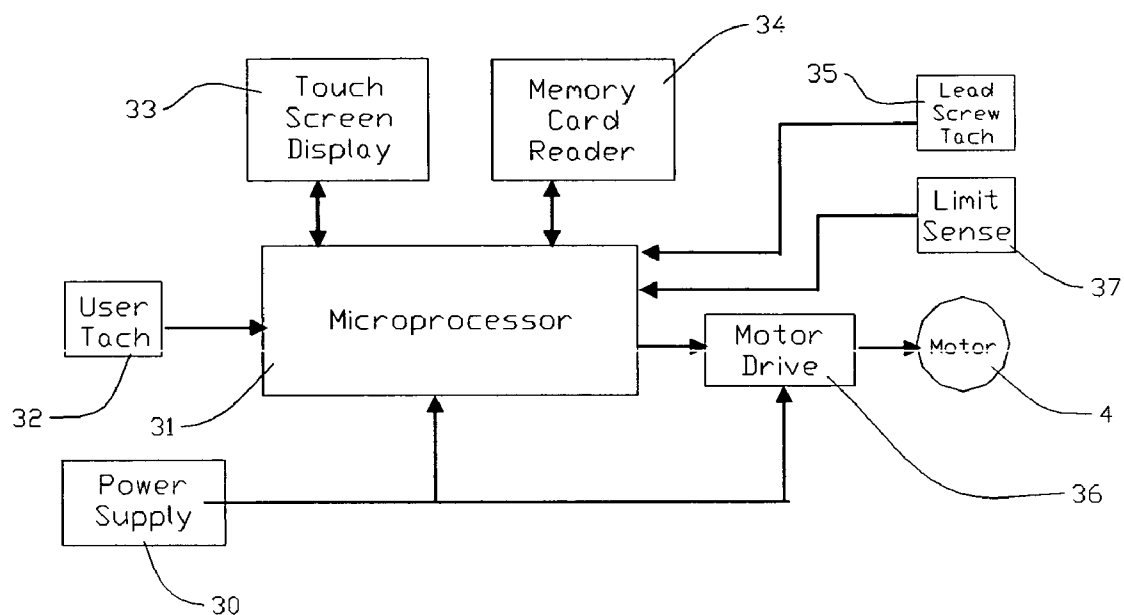 34
33
Touch
Screen
Display
Memory
Card
Reader
35
Lead
Screw
Tach
Limit
Sense
37
User
Tach
32
Microprocessor
31
Motor
Drive
36
Motor
4
Power
Supply
30